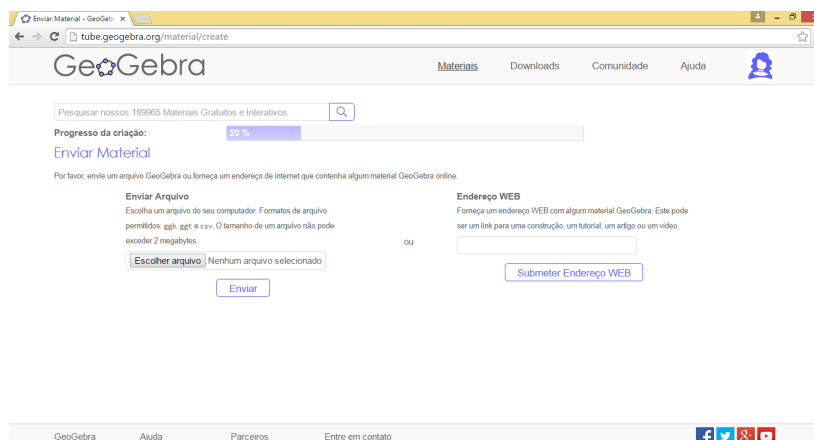 Enviar Material - GeoGeb
tube.geogebra.org/material/create
GeoGebra
Materiais Downloads Comunidade Ajuda
Pesquisar nossos 189965 Materiais Gratuitos e Interativos
Progresso da criação: 20 %
Enviar Material
Por favor, envie um arquivo GeoGebra ou forneça um endereço de internet que contenha algum material GeoGebra online.
Enviar Arquivo
Escolha um arquivo do seu computador. Formatos de arquivo
permitidos: ggb, ggt e csv. O tamanho de um arquivo não pode
exceder 2 megabytes.
Escolher arquivo Nenhum arquivo selecionado
Enviar
ou
Endereço WEB
Forneça um endereço WEB com algum material GeoGebra. Este pode
ser um link para uma construção, um tutorial, um artigo ou um vídeo.
Submeter Endereço WEB
GeoGebra Ajuda Parceiros Entre em contato